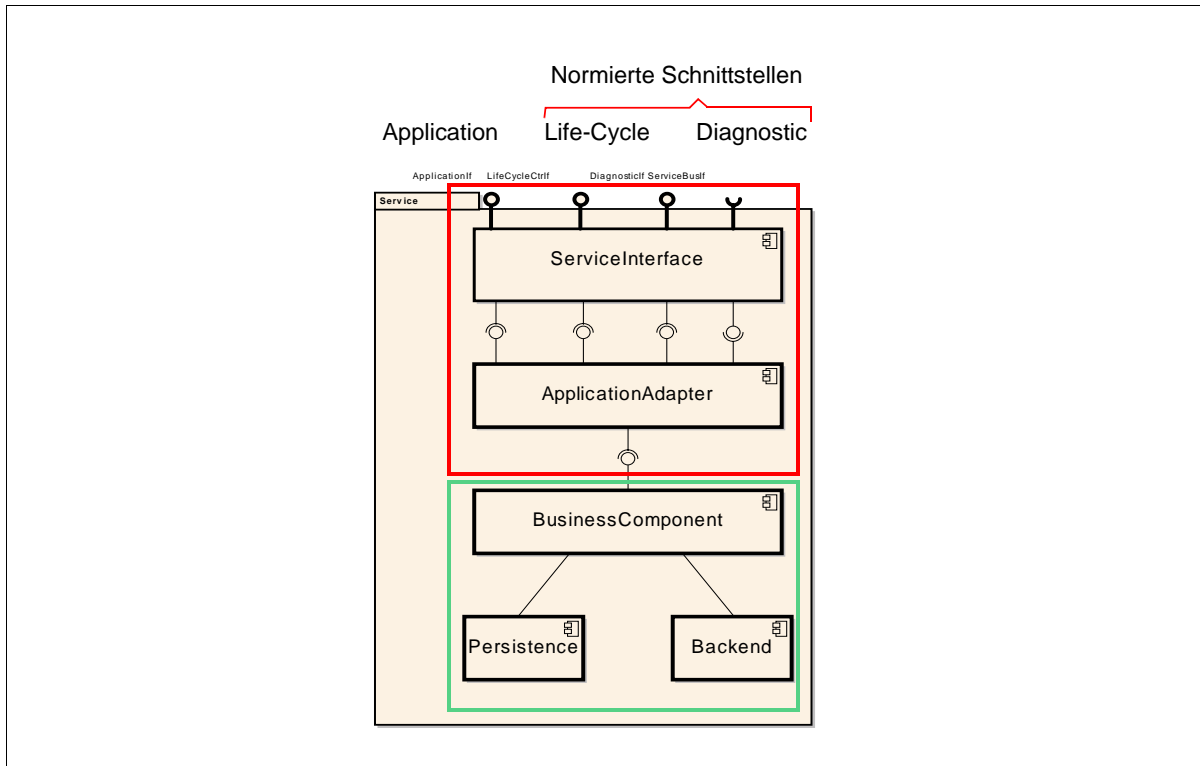 Normierte Schnittstellen
Application Life-Cycle Diagnostic
ApplicationIf LifeCycleCtrlIf DiagnosticIf ServiceBusIf
Service
ServiceInterface
ApplicationAdapter
BusinessComponent
Persistence Backend